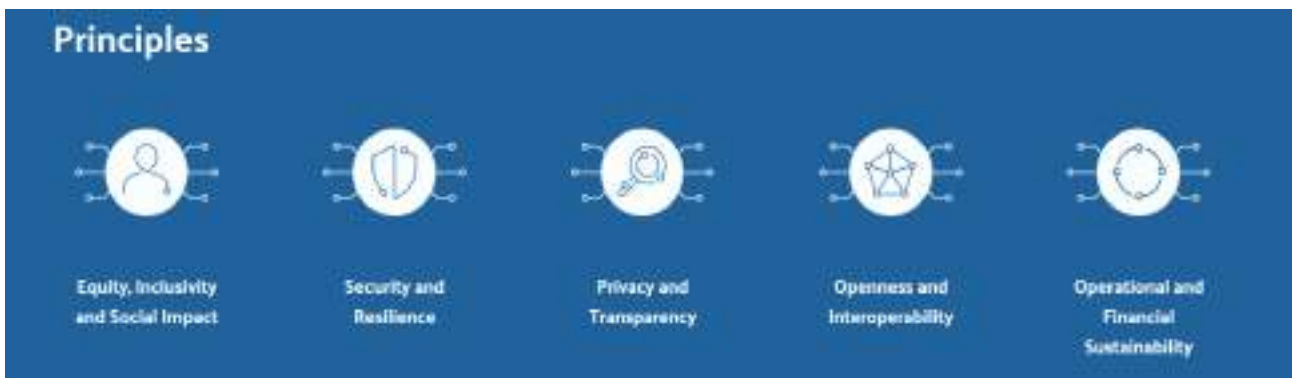 Principles
Equity, Inclusivity
and Social Impact
Security and
Resilience
Privacy and
Transparency
Openness and
Interoperability
Operational and
Financial
Sustainability